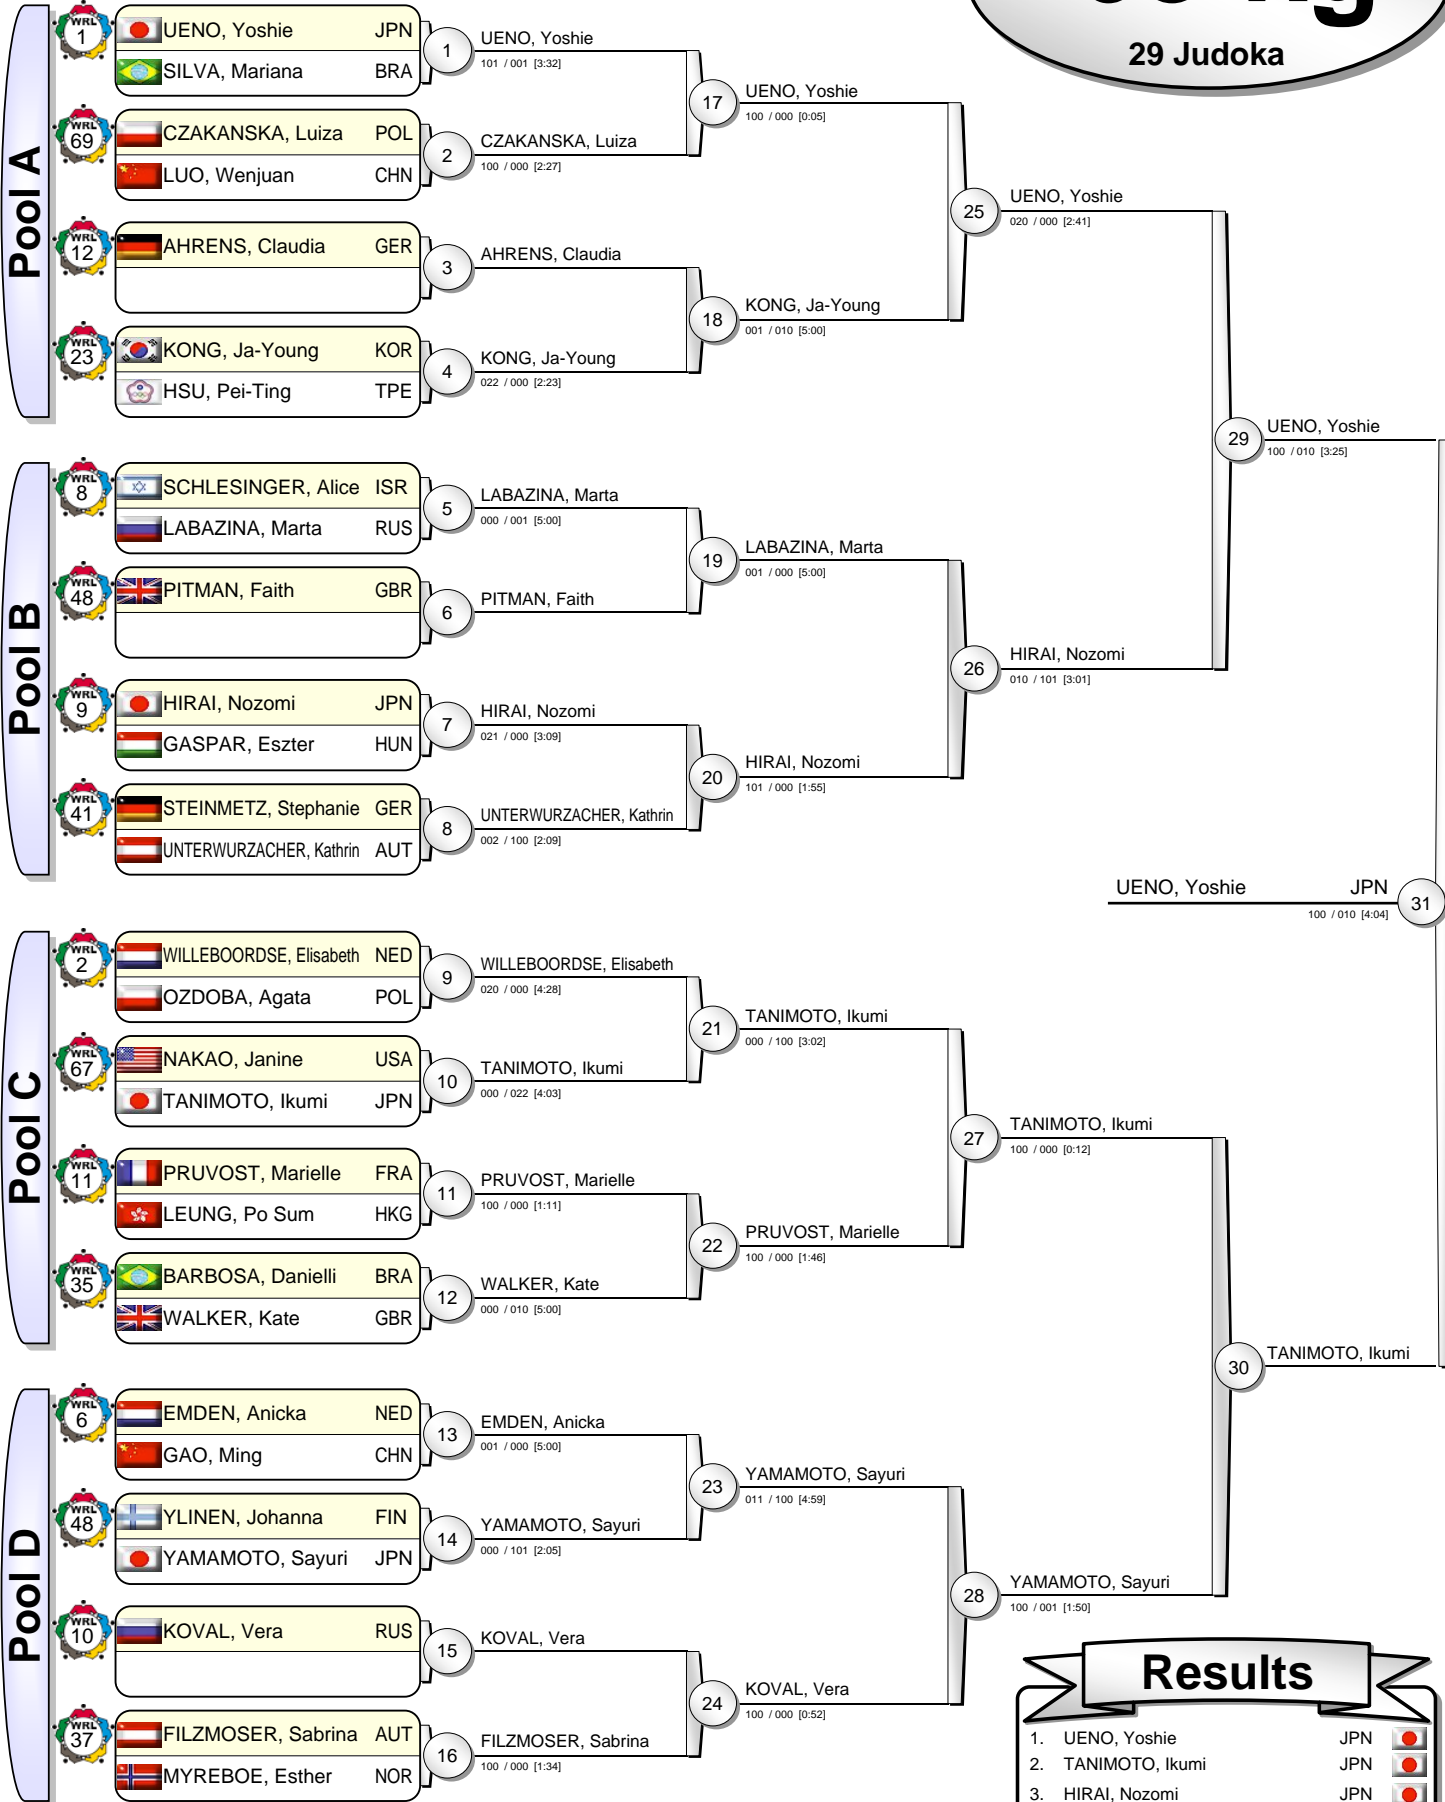 29 Judoka
Pool A
WRL 1
UENO, Yoshie JPN
SILVA, Mariana BRA
1
UENO, Yoshie
101 / 001 [3:32]
WRL 69
CZAKANSKA, Luiza POL
LUO, Wenjuan CHN
2
CZAKANSKA, Luiza
100 / 000 [2:27]
17
UENO, Yoshie
100 / 000 [0:05]
WRL 12
AHRENS, Claudia GER
3
AHRENS, Claudia
WRL 23
KONG, Ja-Young KOR
HSU, Pei-Ting TPE
4
KONG, Ja-Young
022 / 000 [2:23]
18
KONG, Ja-Young
001 / 010 [5:00]
25
UENO, Yoshie
020 / 000 [2:41]
Pool B
WRL 8
SCHLESINGER, Alice ISR
LABAZINA, Marta RUS
5
LABAZINA, Marta
000 / 001 [5:00]
WRL 48
PITMAN, Faith GBR
6
PITMAN, Faith
19
LABAZINA, Marta
001 / 000 [5:00]
WRL 9
HIRAI, Nozomi JPN
GASPAR, Eszter HUN
7
HIRAI, Nozomi
021 / 000 [3:09]
WRL 41
STEINMETZ, Stephanie GER
UNTERWURZACHER, Kathrin AUT
8
UNTERWURZACHER, Kathrin
002 / 100 [2:09]
20
HIRAI, Nozomi
101 / 000 [1:55]
26
HIRAI, Nozomi
010 / 101 [3:01]
29
UENO, Yoshie
100 / 010 [3:25]
UENO, Yoshie JPN
100 / 010 [4:04]
31
Pool C
WRL 2
WILLEBOORDSE, Elisabeth NED
OZDOBA, Agata POL
9
WILLEBOORDSE, Elisabeth
020 / 000 [4:28]
WRL 67
NAKAO, Janine USA
TANIMOTO, Ikumi JPN
10
TANIMOTO, Ikumi
000 / 022 [4:03]
21
TANIMOTO, Ikumi
000 / 100 [3:02]
WRL 11
PRUVOST, Marielle FRA
LEUNG, Po Sum HKG
11
PRUVOST, Marielle
100 / 000 [1:11]
WRL 35
BARBOSA, Danielli BRA
WALKER, Kate GBR
12
WALKER, Kate
000 / 010 [5:00]
22
PRUVOST, Marielle
100 / 000 [1:46]
27
TANIMOTO, Ikumi
100 / 000 [0:12]
Pool D
WRL 6
EMDEN, Anicka NED
GAO, Ming CHN
13
EMDEN, Anicka
001 / 000 [5:00]
WRL 48
YLINEN, Johanna FIN
YAMAMOTO, Sayuri JPN
14
YAMAMOTO, Sayuri
000 / 101 [2:05]
23
YAMAMOTO, Sayuri
011 / 100 [4:59]
WRL 10
KOVAL, Vera RUS
15
KOVAL, Vera
WRL 37
FILZMOSER, Sabrina AUT
MYREBOE, Esther NOR
16
FILZMOSER, Sabrina
100 / 000 [1:34]
24
KOVAL, Vera
100 / 000 [0:52]
28
YAMAMOTO, Sayuri
100 / 001 [1:50]
30
TANIMOTO, Ikumi
Results
1. UENO, Yoshie JPN
2. TANIMOTO, Ikumi JPN
3. HIRAI, Nozomi JPN